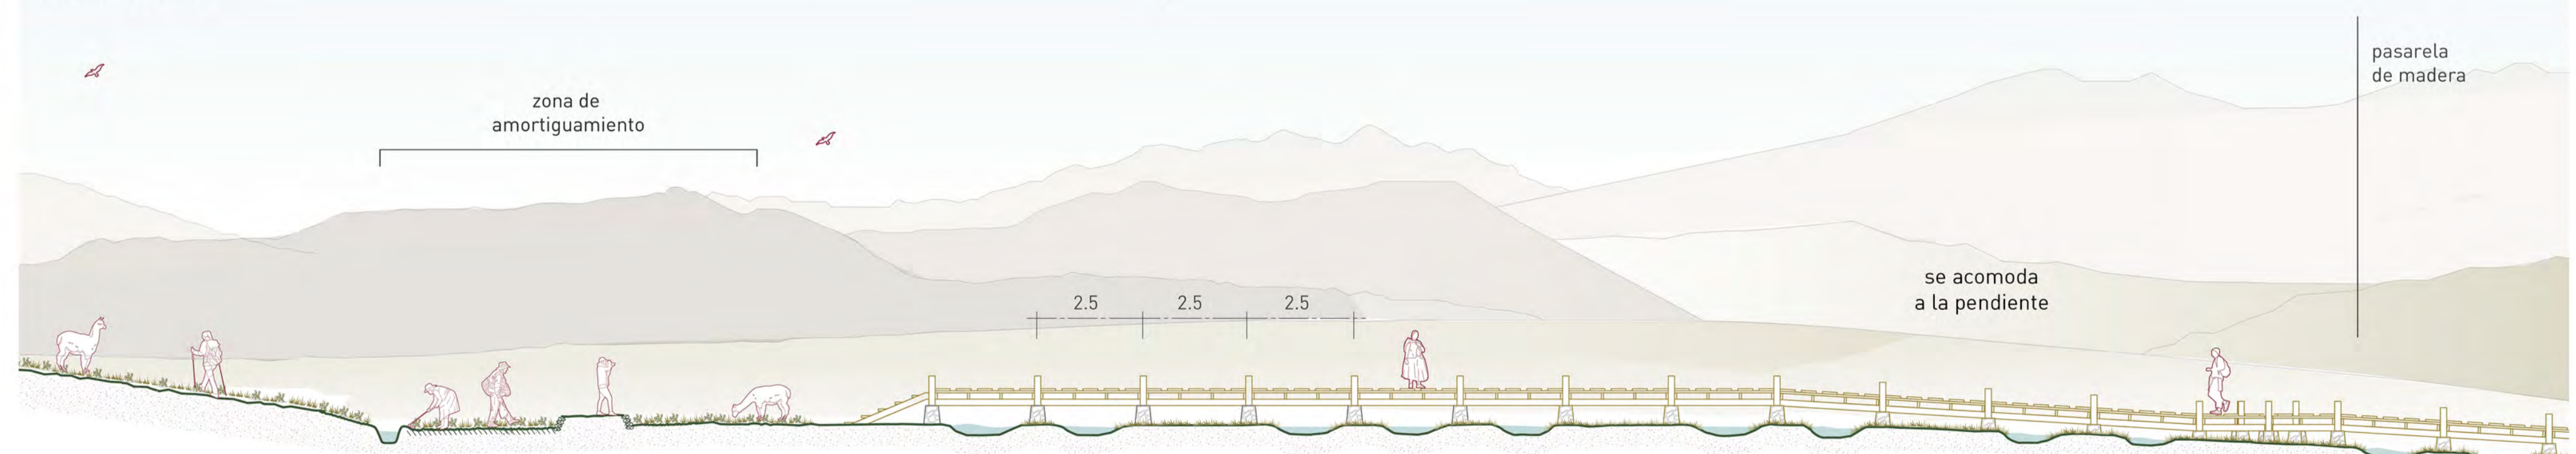 zona de
amortiguamiento
2.5
2.5
2.5
se acomoda
a la pendiente
pasarela
de madera